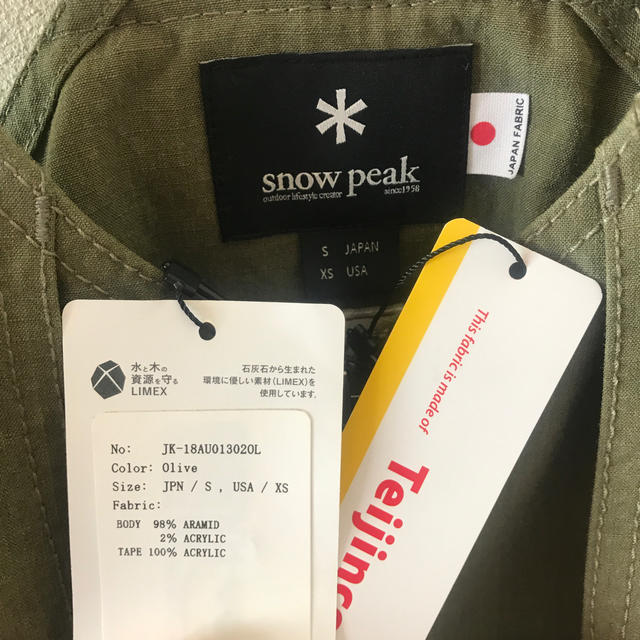 snow peak
outdoor lifestyle creator since1958
JAPAN FABRIC
S JAPAN
XS USA
水と木の
資源を守る
LIMEX
石灰石から生まれた
環境に優しい素材(LIMEX)を
使用しています。
No: JK-18AU01302OL
Color: Olive
Size: JPN / S , USA / XS
Fabric:
BODY 98% ARAMID
2% ACRYLIC
TAPE 100% ACRYLIC
This fabric is made of